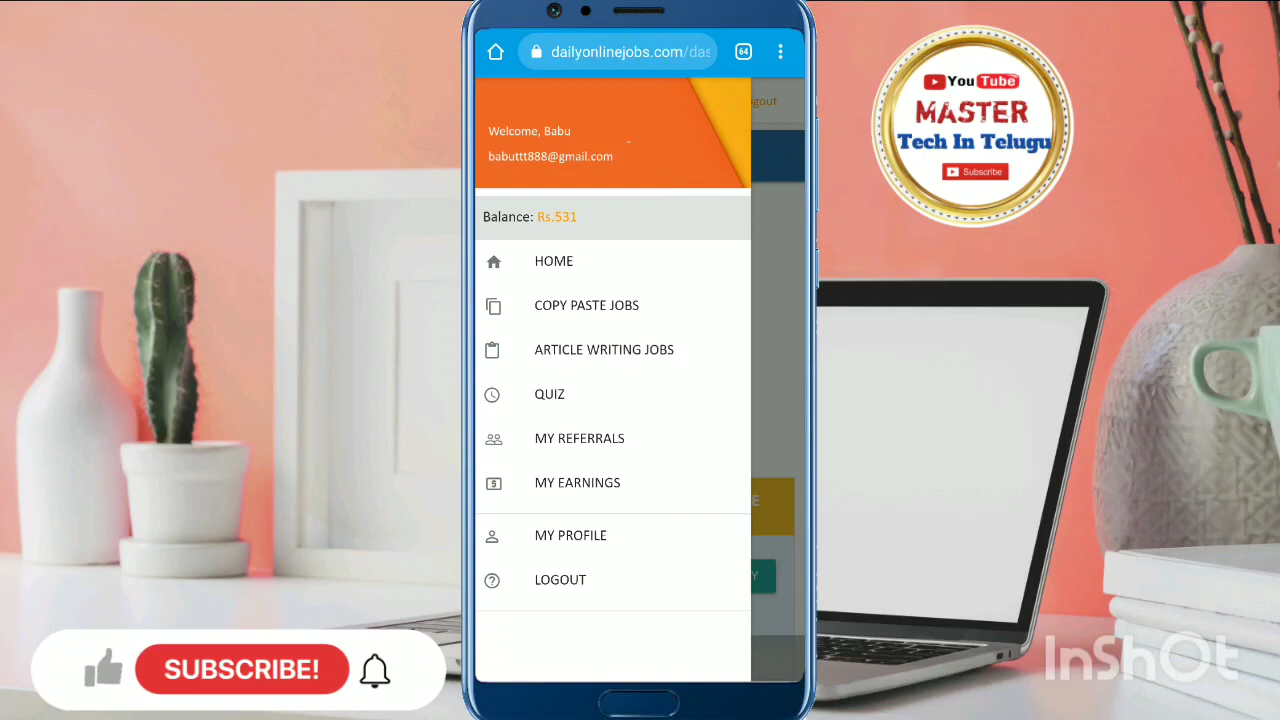 dailyonlinejobs.com/das
64
gout
Welcome, Babu
babuttt888@gmail.com
Balance: Rs.531
HOME
COPY PASTE JOBS
ARTICLE WRITING JOBS
QUIZ
MY REFERRALS
MY EARNINGS
MY PROFILE
LOGOUT
E
Y
YouTube
MASTER
Tech In Telugu
Subscribe
SUBSCRIBE!
InShOt